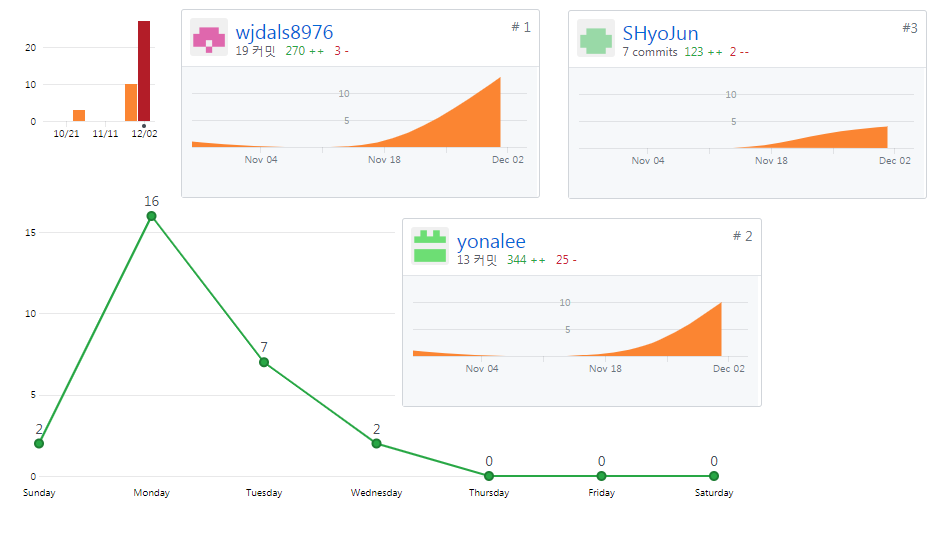 20
10
0
10/21 11/11 12/02
wjdals8976 # 1
19 커밋 270 ++ 3 -
10
5
Nov 04 Nov 18 Dec 02
SHyoJun #3
7 commits 123 ++ 2 --
10
5
Nov 04 Nov 18 Dec 02
yonalee # 2
13 커밋 344 ++ 25 -
10
5
Nov 04 Nov 18 Dec 02
16
15
10
7
5
2 2
0 0 0
0
Sunday Monday Tuesday Wednesday Thursday Friday Saturday